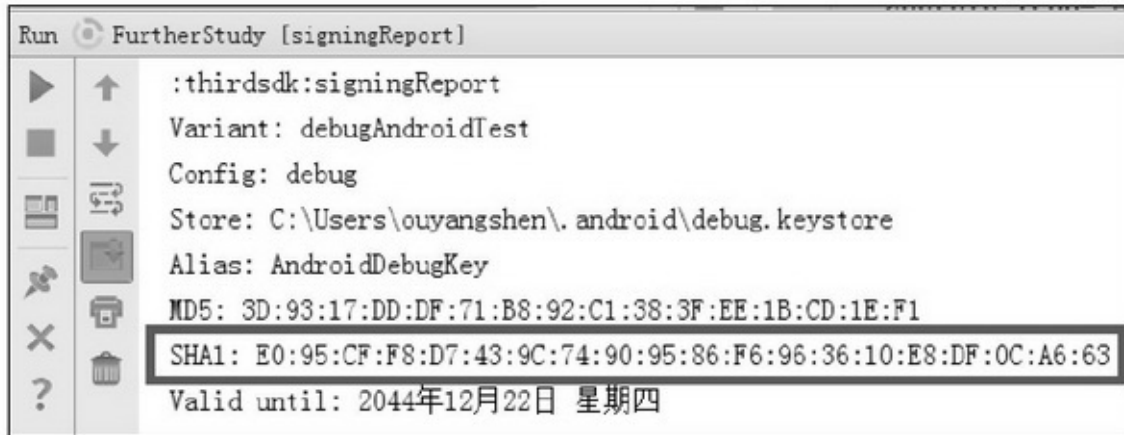 Run FurtherStudy [signingReport]
:thirdsdk:signingReport
Variant: debugAndroidTest
Config: debug
Store: C:\Users\ouyangshen\.android\debug.keystore
Alias: AndroidDebugKey
MD5: 3D:93:17:DD:DF:71:B8:92:C1:38:3F:EE:1B:CD:1E:F1
SHA1: E0:95:CF:F8:D7:43:9C:74:90:95:86:F6:96:36:10:E8:DF:0C:A6:63
Valid until: 2044年12月22日 星期四